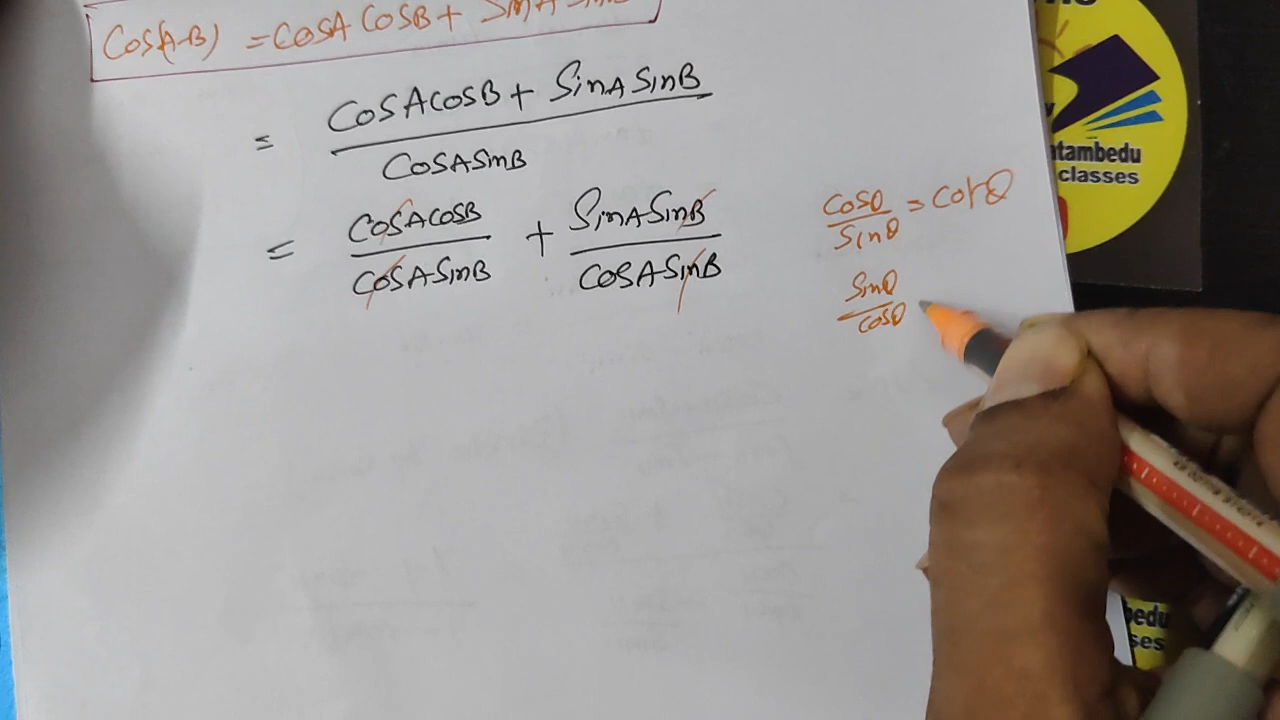 Cos(A-B) = COSA COSB +
= COSACOSB + SinASinB
COSASinB
= COSACOSB + SinASinB
COSASinB COSASinB
Cosθ = cotθ
Sinθ
Sinθ
cosθ
tambedu
classes